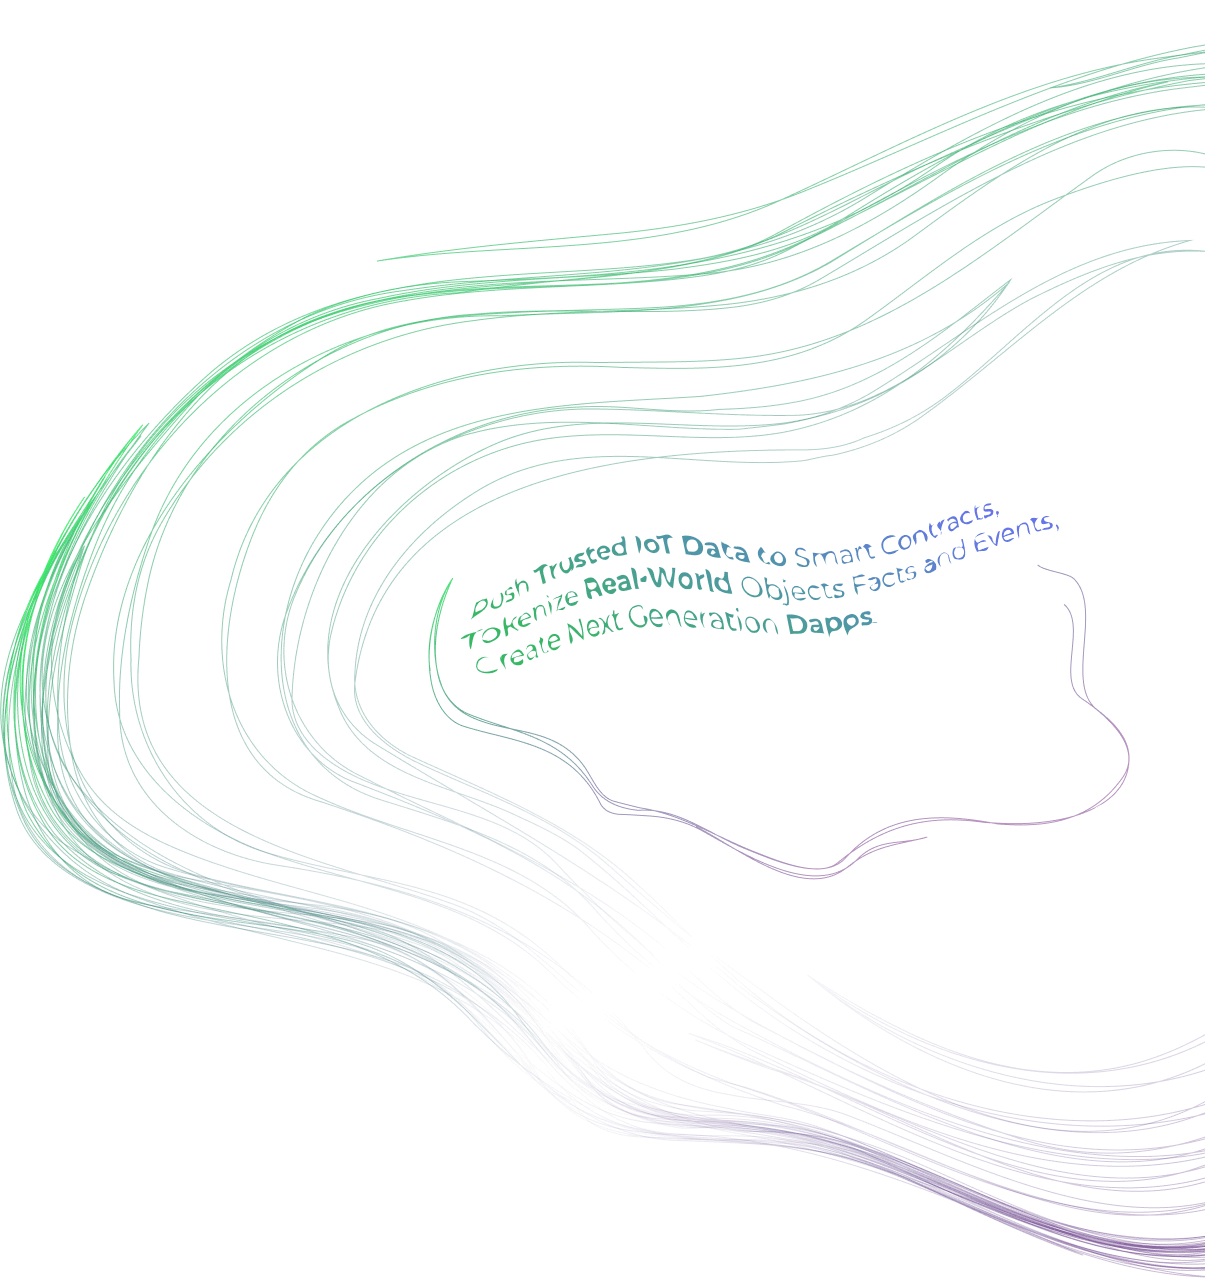 Push Trusted IoT Data to Smart Contracts,
Tokenize Real-World Objects Facts and Events,
Create Next Generation Dapps